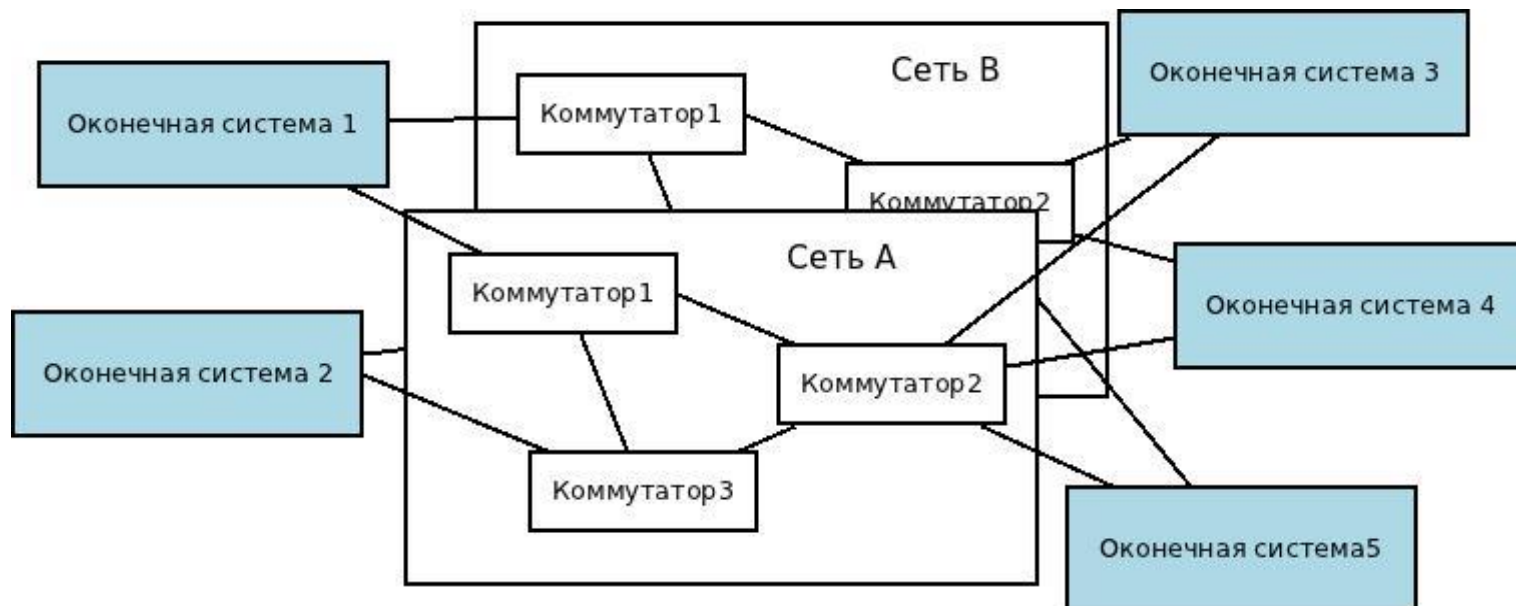 Сеть B
Оконечная система 3
Оконечная система 1
Коммутатор1
Коммутатор2
Сеть A
Коммутатор1
Оконечная система 4
Оконечная система 2
Коммутатор2
Коммутатор3
Оконечная система5